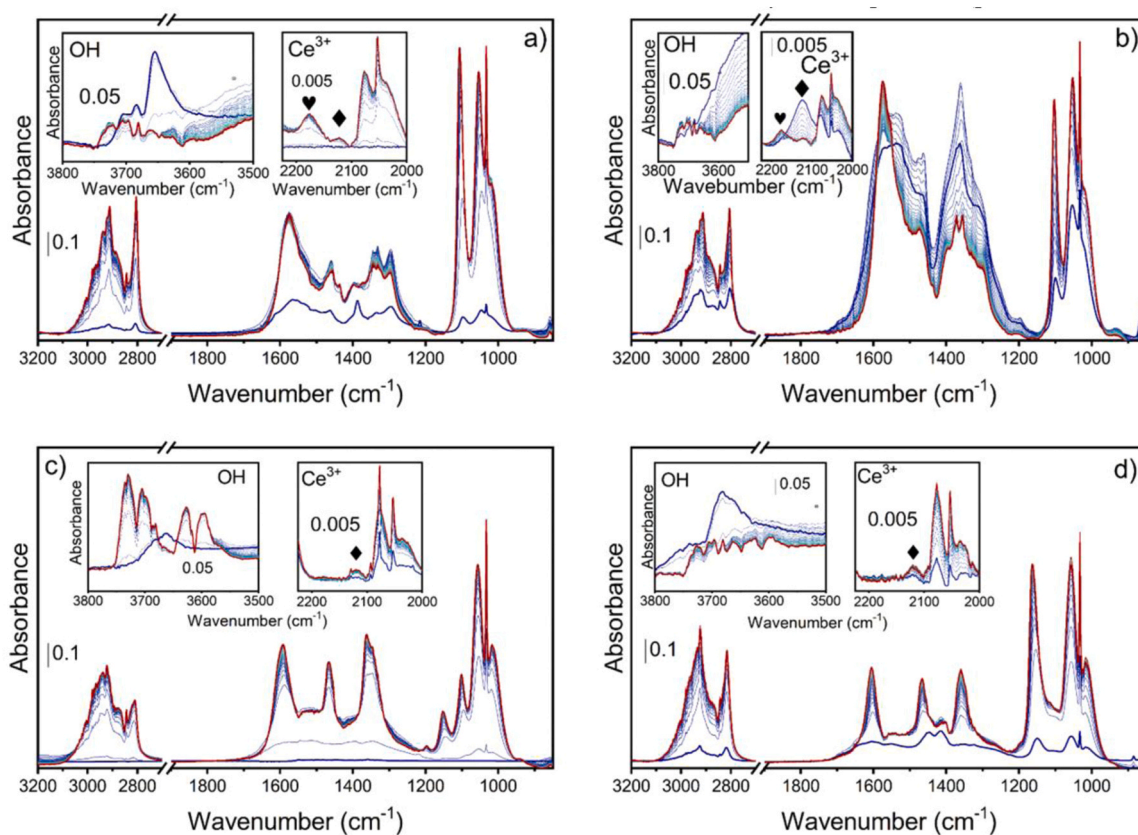 a)
OH
0.05
*
Absorbance
3800 3700 3600 3500
Wavenumber (cm-1)
Ce3+
0.005
♥
♦
Absorbance
2200 2100 2000
Wavenumber (cm-1)
Absorbance
0.1
3200 3000 2800 1800 1600 1400 1200 1000
Wavenumber (cm-1)
b)
OH
0.05
Absorbance
3800 3600
Wavebumber (cm-1)
0.005
Ce3+
♦
♥
2200 2100 2000
Absorbance
0.1
3200 3000 2800 1600 1400 1200 1000
Wavenumber (cm-1)
c)
OH
0.05
Absorbance
3800 3700 3600 3500
Wavenumber (cm-1)
Ce3+
0.005
♦
Absorbance
2200 2100 2000
Wavenumber (cm-1)
Absorbance
0.1
3200 3000 2800 1800 1600 1400 1200 1000
Wavenumber (cm-1)
d)
OH
0.05
*
Absorbance
3800 3700 3600 3500
Wavenumber (cm-1)
Ce3+
0.005
♦
Absorbance
2200 2100 2000
Wavenumber (cm-1)
Absorbance
0.1
3200 3000 2800 1800 1600 1400 1200 1000
Wavenumber (cm-1)